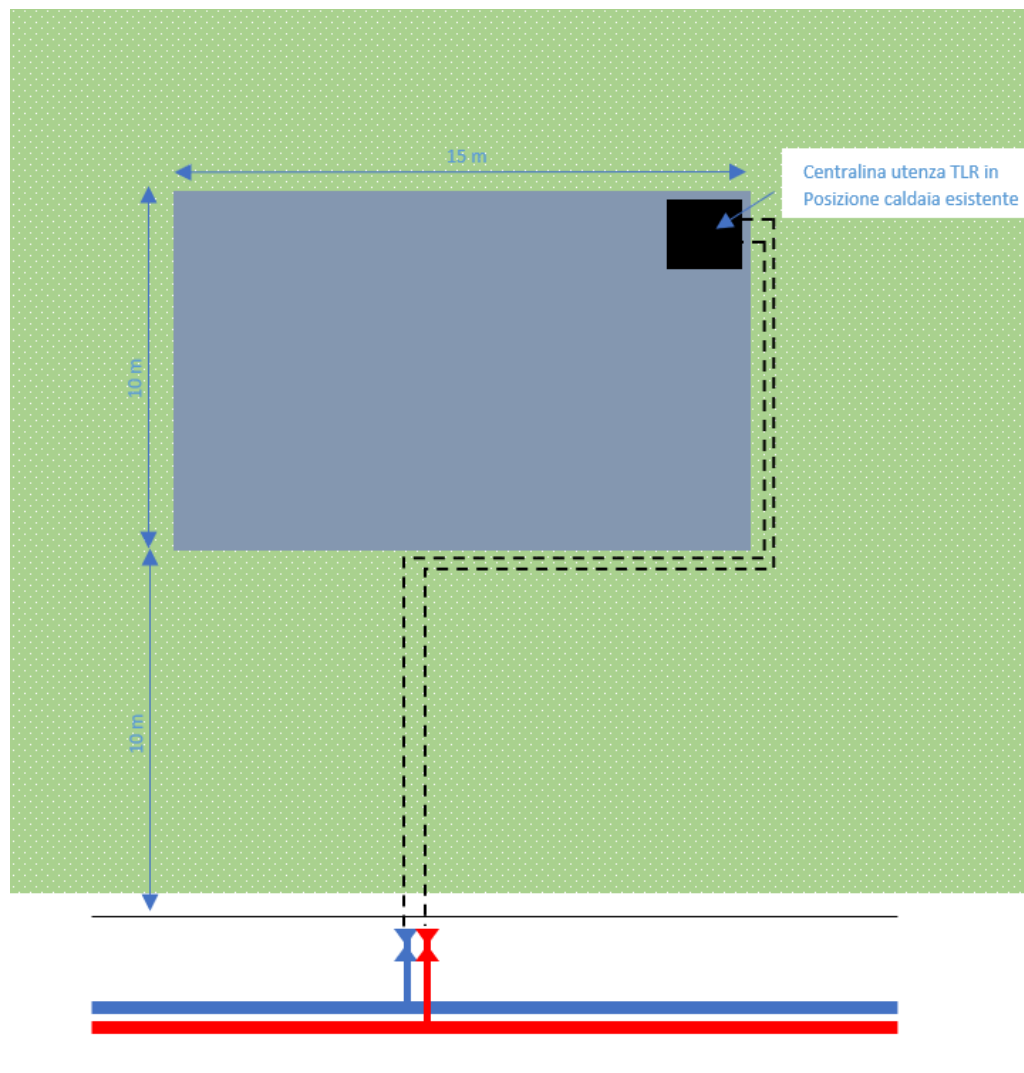 15 m
Centralina utenza TLR in
Posizione caldaia esistente
10 m
10 m